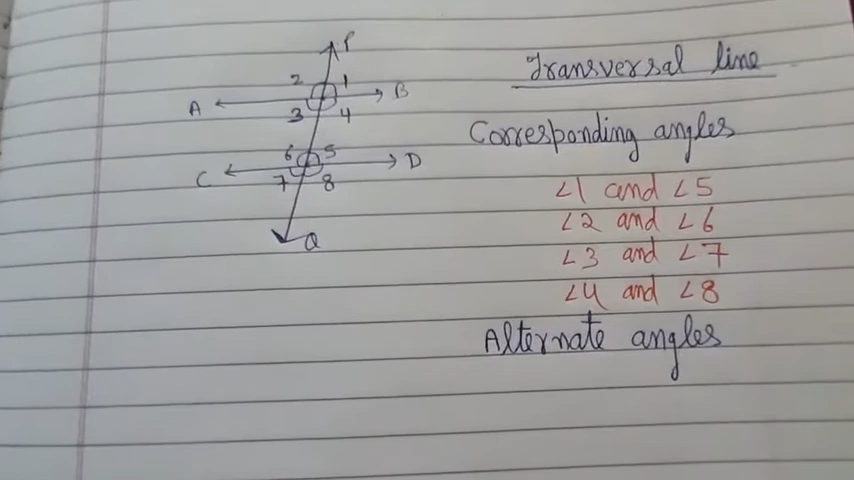 P
Transversal line
2 1
A B
3 4
Corresponding angles
6 5
C D
7 8
∠1 and ∠5
∠2 and ∠6
Q
∠3 and ∠7
∠4 and ∠8
Alternate angles